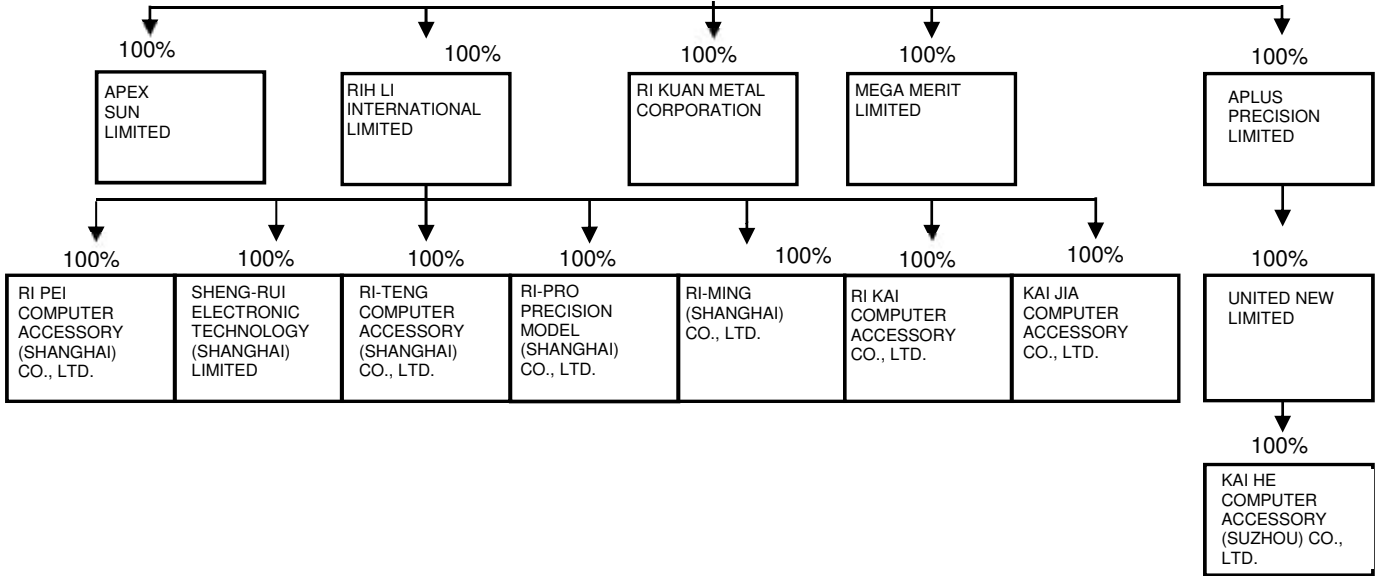 100%
100%
100%
100%
100%
APEX
SUN
LIMITED
RIH LI
INTERNATIONAL
LIMITED
RI KUAN METAL
CORPORATION
MEGA MERIT
LIMITED
APLUS
PRECISION
LIMITED
100%
100%
100%
100%
100%
100%
100%
100%
RI PEI
COMPUTER
ACCESSORY
(SHANGHAI)
CO., LTD.
SHENG-RUI
ELECTRONIC
TECHNOLOGY
(SHANGHAI)
LIMITED
RI-TENG
COMPUTER
ACCESSORY
(SHANGHAI)
CO., LTD.
RI-PRO
PRECISION
MODEL
(SHANGHAI)
CO., LTD.
RI-MING
(SHANGHAI)
CO., LTD.
RI KAI
COMPUTER
ACCESSORY
CO., LTD.
KAI JIA
COMPUTER
ACCESSORY
CO., LTD.
UNITED NEW
LIMITED
100%
KAI HE
COMPUTER
ACCESSORY
(SUZHOU) CO.,
LTD.